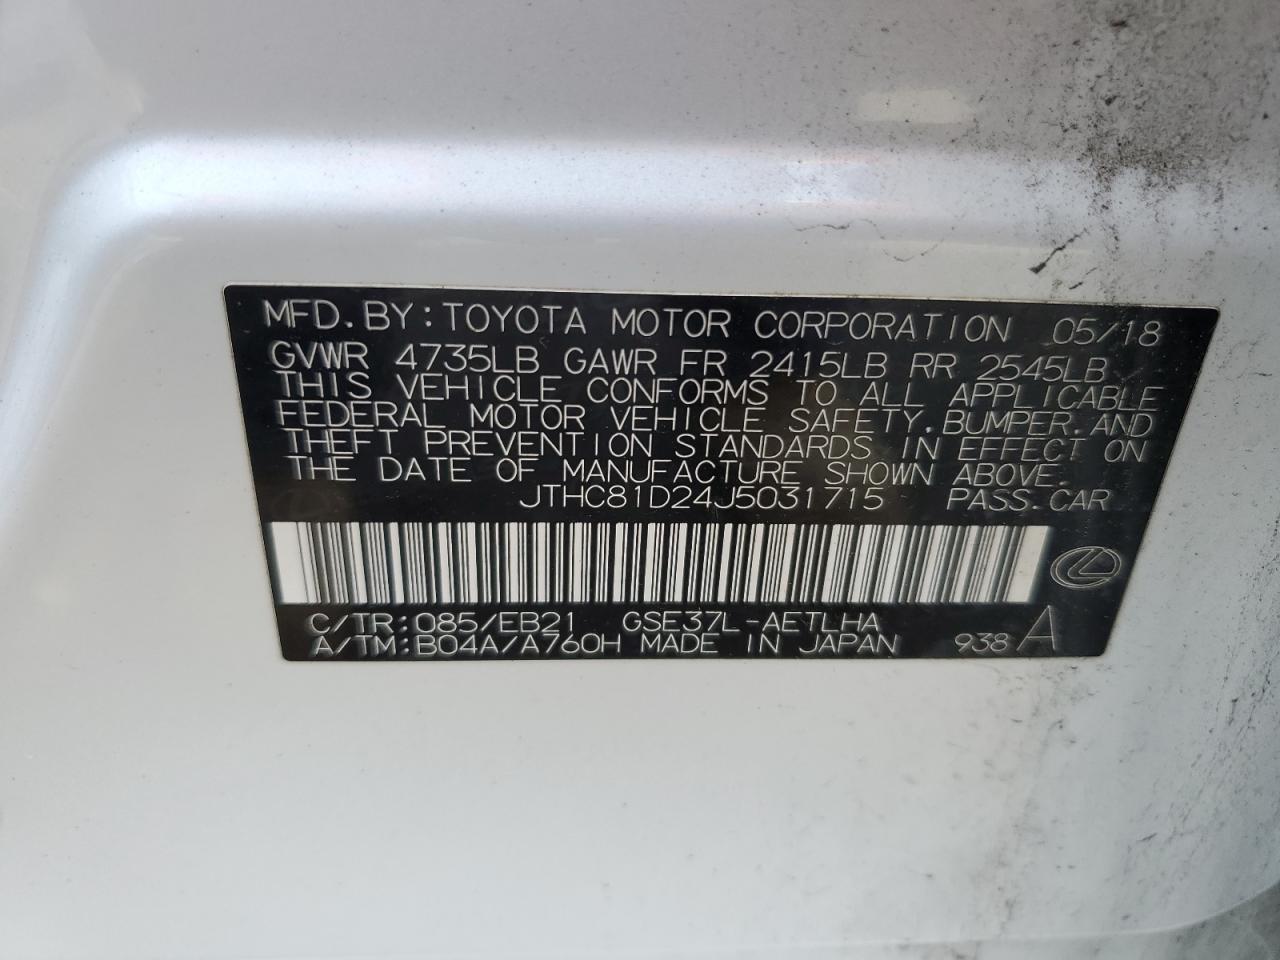 MFD. BY: TOYOTA MOTOR CORPORATION 05/18
GVWR 4735LB GAWR FR 2415LB RR 2545LB
THIS VEHICLE CONFORMS TO ALL APPLICABLE
FEDERAL MOTOR VEHICLE SAFETY, BUMPER, AND
THEFT PREVENTION STANDARDS IN EFFECT ON
THE DATE OF MANUFACTURE SHOWN ABOVE.
JTHC81D24J5031715 PASS. CAR
C/TR: 085/EB21 GSE37L-AETLHA
A/TM: B04A/A760H MADE IN JAPAN 938 A